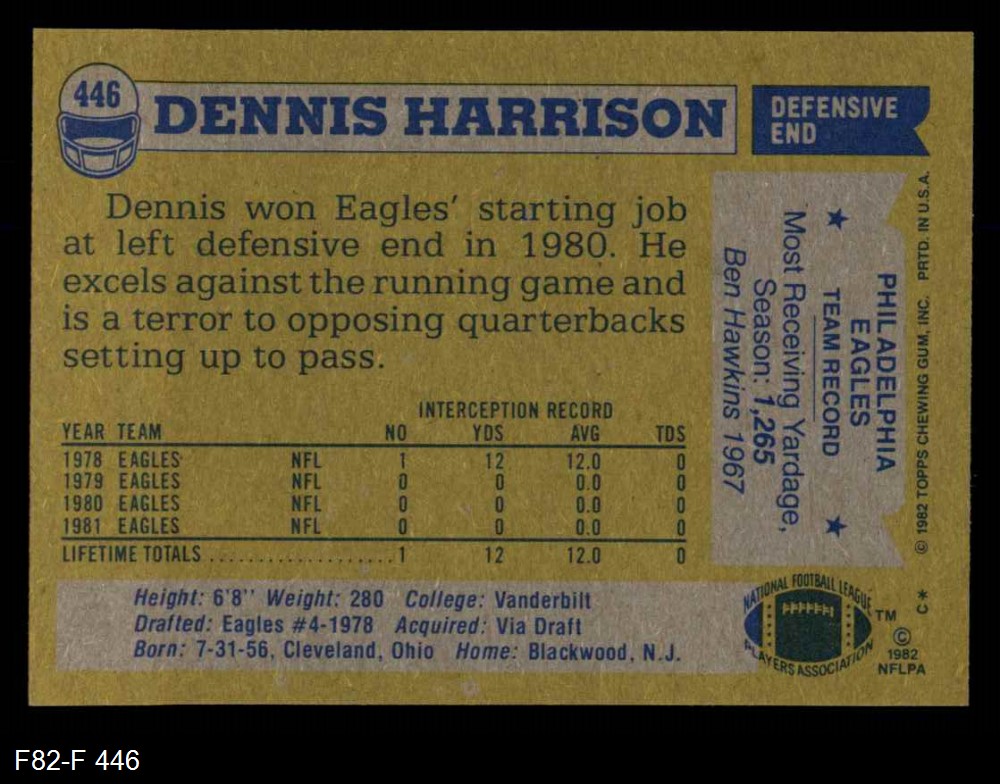 446
DENNIS HARRISON
DEFENSIVE
END
Dennis won Eagles' starting job
at left defensive end in 1980. He
excels against the running game and
is a terror to opposing quarterbacks
setting up to pass.
INTERCEPTION RECORD
YEAR TEAM NO YDS AVG TDS
1978 EAGLES NFL 1 12 12.0 0
1979 EAGLES NFL 0 0 0.0 0
1980 EAGLES NFL 0 0 0.0 0
1981 EAGLES NFL 0 0 0.0 0
LIFETIME TOTALS ....................1 12 12.0 0
Height: 6'8" Weight: 280 College: Vanderbilt
Drafted: Eagles #4-1978 Acquired: Via Draft
Born: 7-31-56, Cleveland, Ohio Home: Blackwood, N.J.
PHILADELPHIA
EAGLES
★ TEAM RECORD ★
Most Receiving Yardage,
Season: 1,265
Ben Hawkins 1967
© 1982 TOPPS CHEWING GUM, INC. PRTD. IN U.S.A.
C*
NATIONAL FOOTBALL LEAGUE
PLAYERS ASSOCIATION
TM
©
1982
NFLPA
F82-F 446